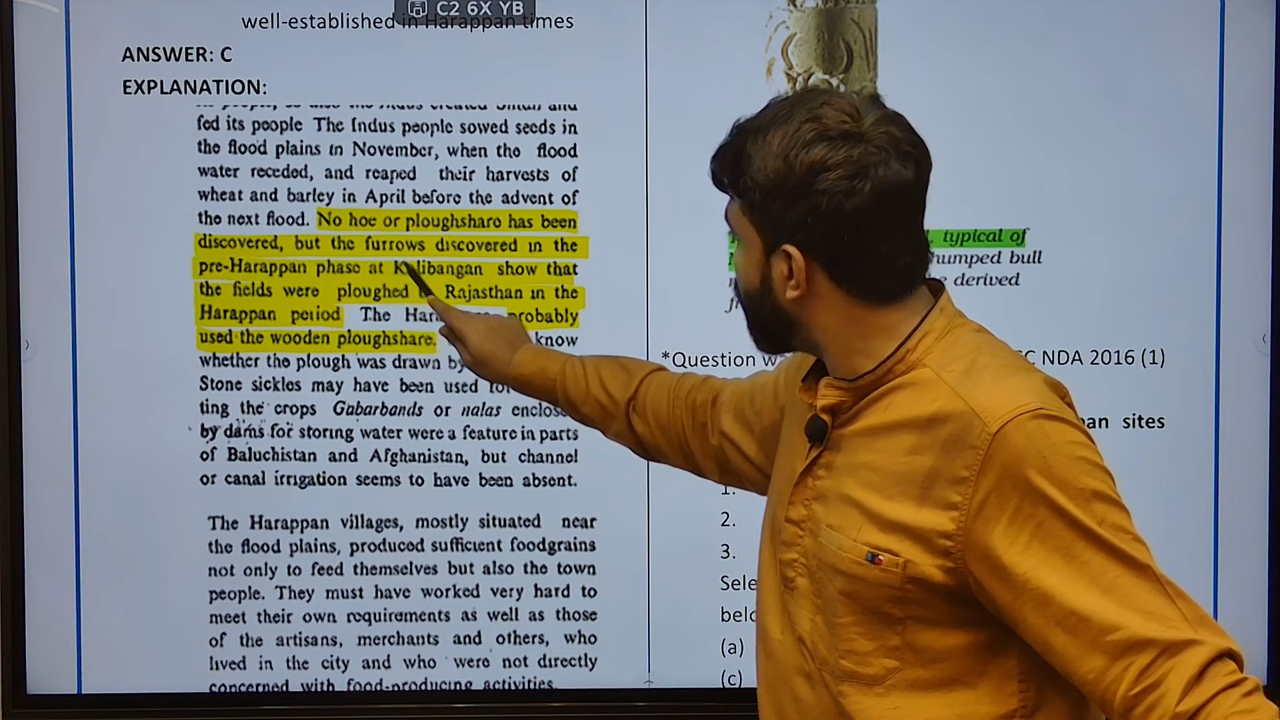 C2 6X YB
well-established in Harappan times
ANSWER: C
EXPLANATION:
fed its people The Indus people sowed seeds in
the flood plains in November, when the flood
water receded, and reaped their harvests of
wheat and barley in April before the advent of
the next flood. No hoe or ploughshare has been
discovered, but the furrows discovered in the
pre-Harappan phase at Kalibangan show that
the fields were ploughed Rajasthan in the
Harappan period The probably
used the wooden ploughshare. know
whether the plough was drawn by
Stone sickles may have been used for
ting the crops Gabarbands or nalas enclosed
by dams for storing water were a feature in parts
of Baluchistan and Afghanistan, but channel
or canal irrigation seems to have been absent.
The Harappan villages, mostly situated near
the flood plains, produced sufficient foodgrains
not only to feed themselves but also the town
people. They must have worked very hard to
meet their own requirements as well as those
of the artisans, merchants and others, who
lived in the city and who were not directly
concerned with food-producing activities.
typical of
humped bull
derived
*Question NDA 2016 (1)
sites
1.
2.
3.
(a)
(c)